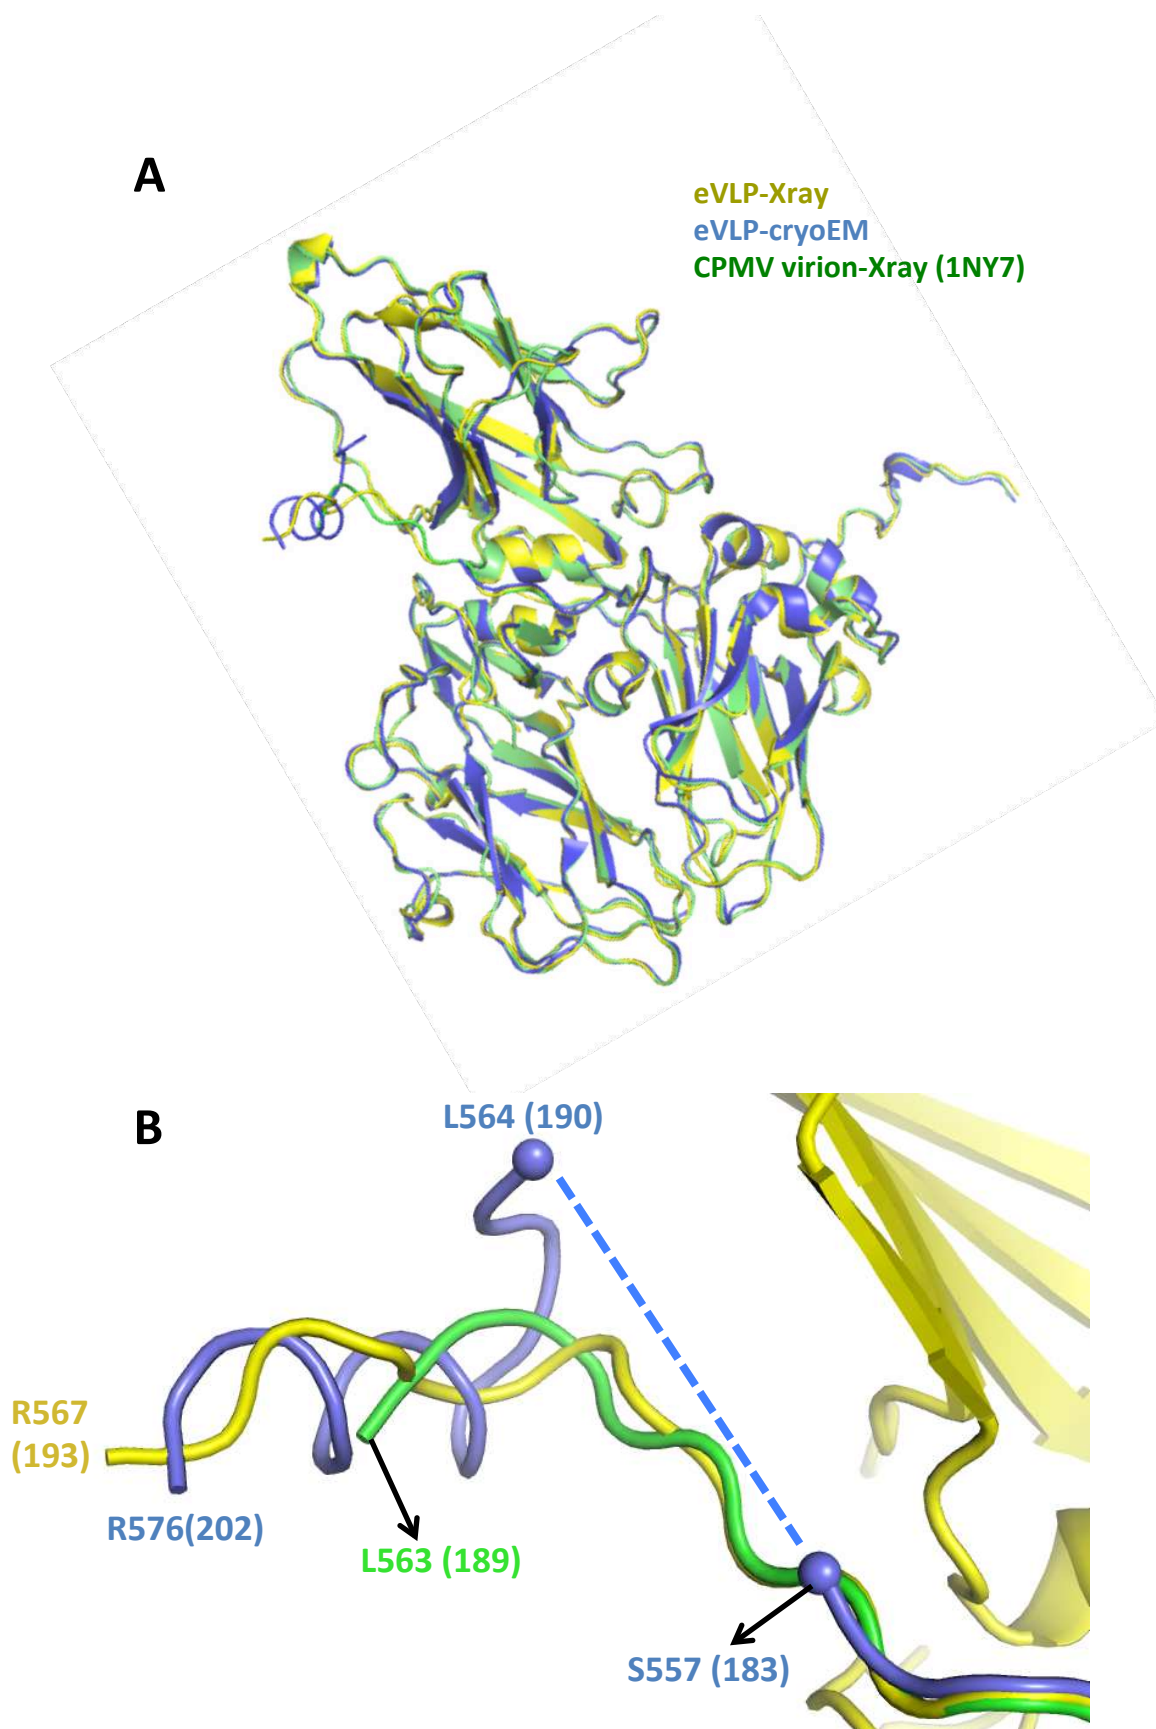 A
eVLP-Xray
eVLP-cryoEM
CPMV virion-Xray (1NY7)
B
L564 (190)
R567
(193)
R576(202)
L563 (189)
S557 (183)